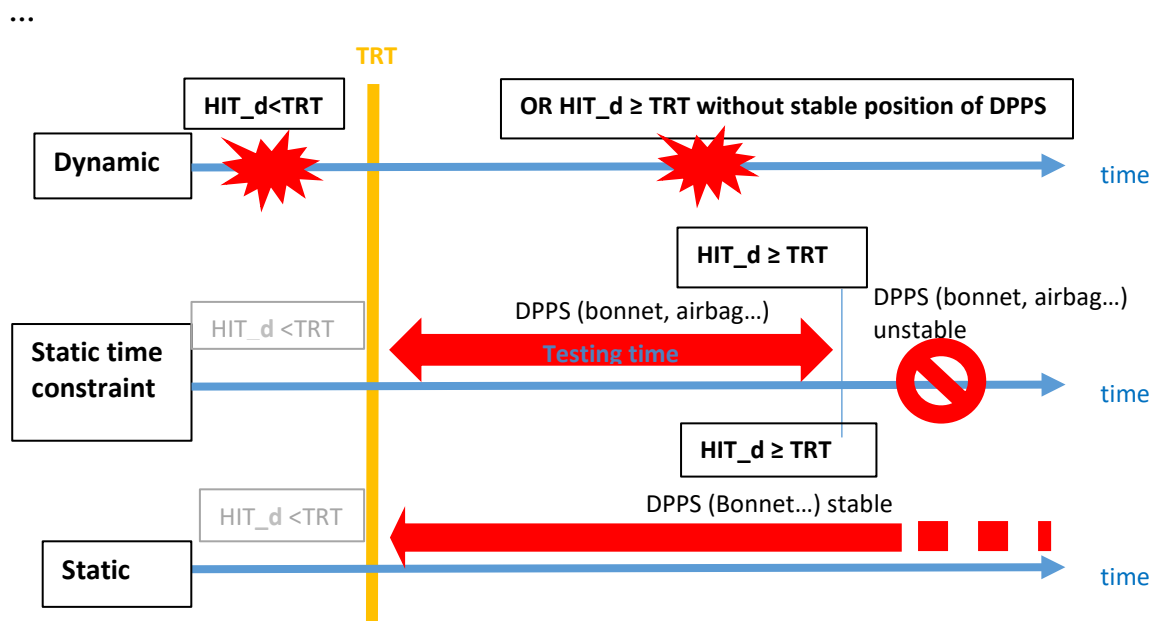 ...
TRT
HIT_d<TRT
OR HIT_d ≥ TRT without stable position of DPPS
Dynamic
time
HIT_d ≥ TRT
DPPS (bonnet, airbag…)
unstable
HIT_d <TRT
DPPS (bonnet, airbag…)
Static time
constraint
Testing time
time
HIT_d ≥ TRT
HIT_d <TRT
DPPS (Bonnet…) stable
Static
time